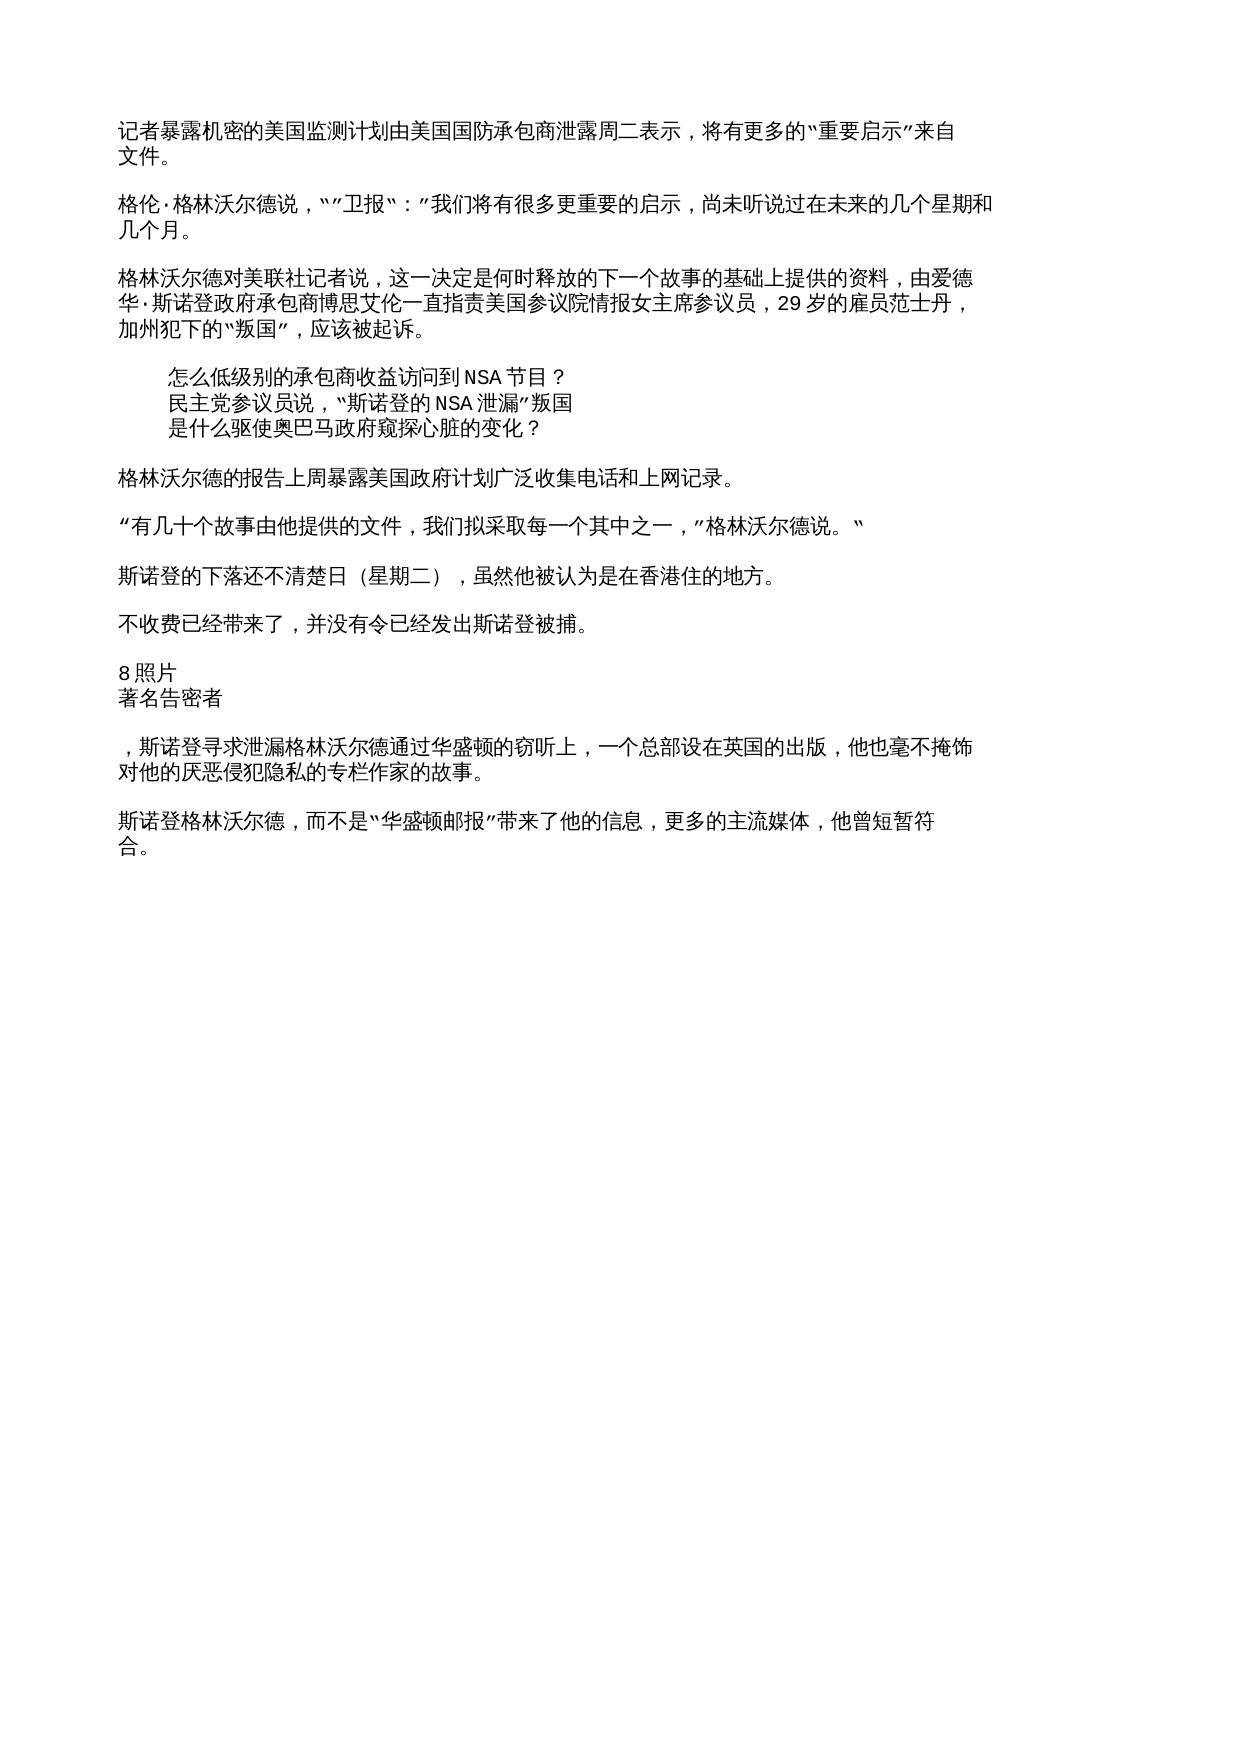 记者暴露机密的美国监测计划由美国国防承包商泄露周二表示，将有更多的“重要启示”来自
文件。
格伦·格林沃尔德说，“”卫报“：”我们将有很多更重要的启示，尚未听说过在未来的几个星期和
几个月。
格林沃尔德对美联社记者说，这一决定是何时释放的下一个故事的基础上提供的资料，由爱德
华·斯诺登政府承包商博思艾伦一直指责美国参议院情报女主席参议员，29 岁的雇员范士丹，
加州犯下的“叛国”，应该被起诉。
怎么低级别的承包商收益访问到 NSA 节目？
民主党参议员说，“斯诺登的 NSA 泄漏”叛国
是什么驱使奥巴马政府窥探心脏的变化？
格林沃尔德的报告上周暴露美国政府计划广泛收集电话和上网记录。
“有几十个故事由他提供的文件，我们拟采取每一个其中之一，”格林沃尔德说。“
斯诺登的下落还不清楚日（星期二），虽然他被认为是在香港住的地方。
不收费已经带来了，并没有令已经发出斯诺登被捕。
8 照片
著名告密者
，斯诺登寻求泄漏格林沃尔德通过华盛顿的窃听上，一个总部设在英国的出版，他也毫不掩饰
对他的厌恶侵犯隐私的专栏作家的故事。
斯诺登格林沃尔德，而不是“华盛顿邮报”带来了他的信息，更多的主流媒体，他曾短暂符
合。